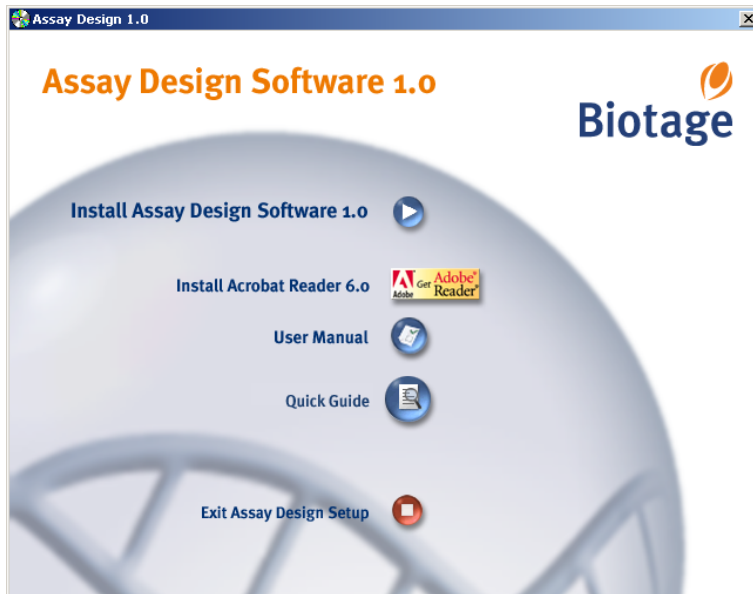 Assay Design 1.0
Assay Design Software 1.0
Biotage
Install Assay Design Software 1.0
Install Acrobat Reader 6.0
Adobe
Get Adobe®
Reader®
User Manual
Quick Guide
Exit Assay Design Setup